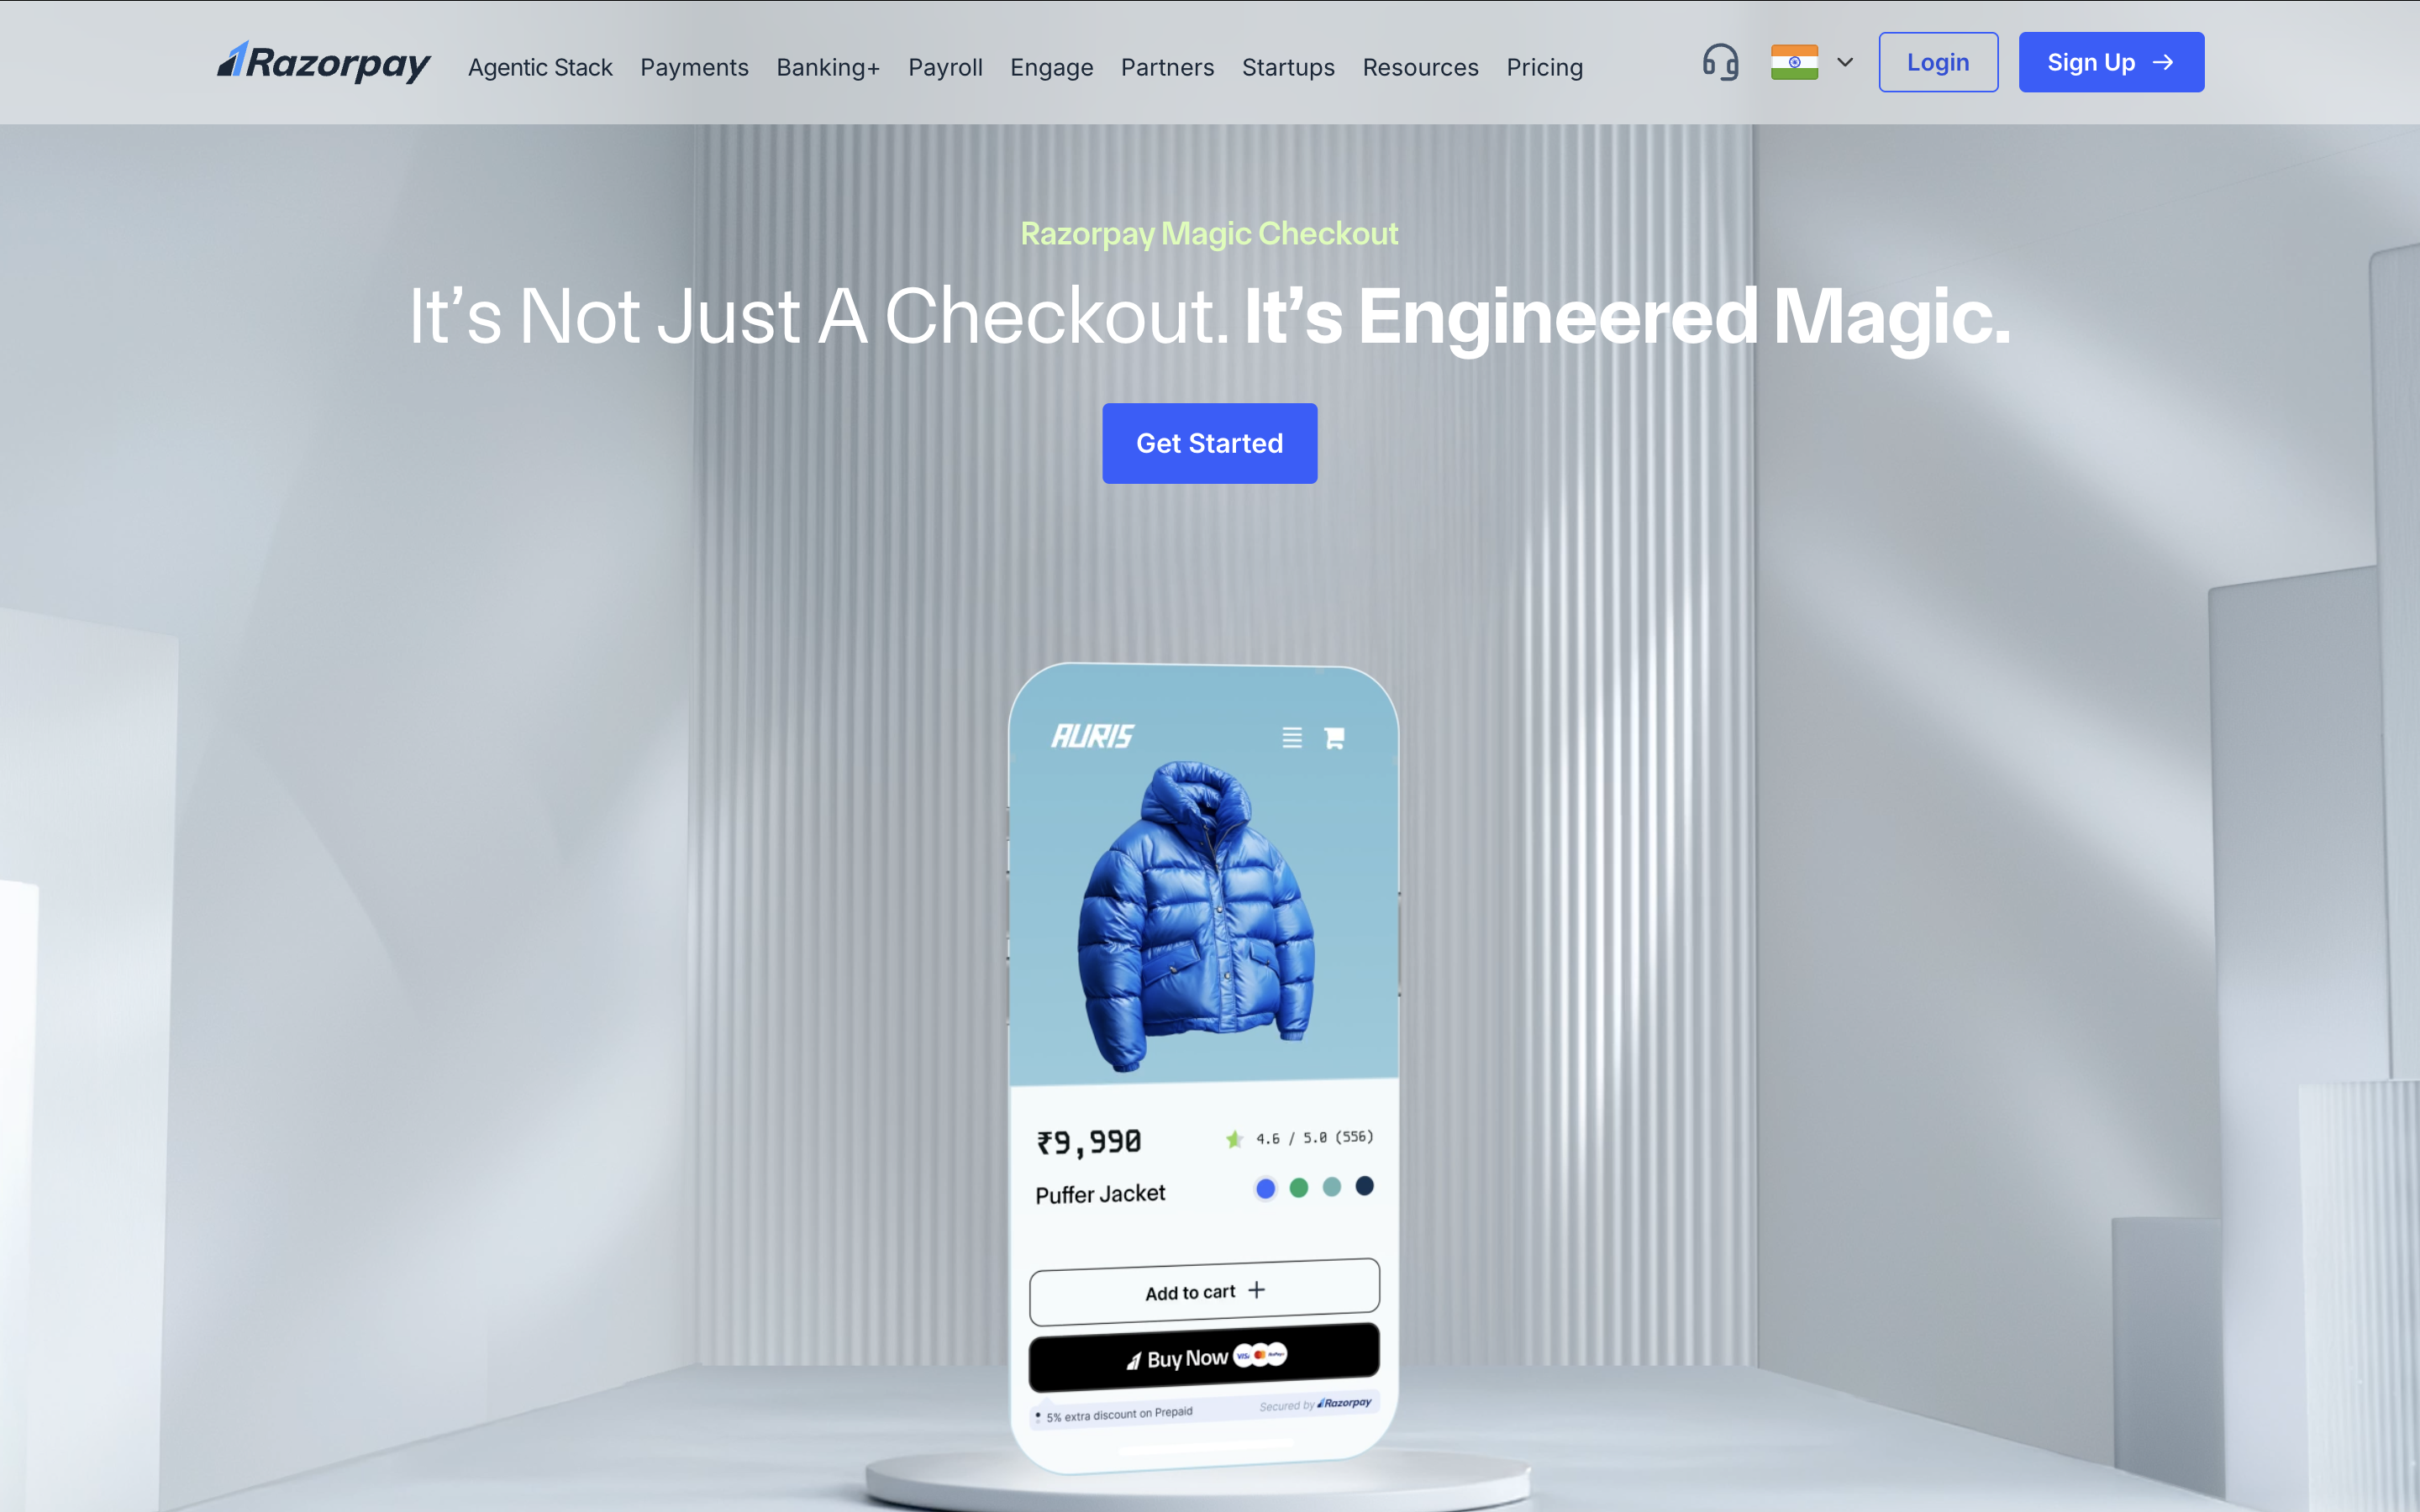 Razorpay Agentic Stack Payments Banking+ Payroll Engage Partners Startups Resources Pricing Login Sign Up →
Razorpay Magic Checkout
It’s Not Just A Checkout. It’s Engineered Magic.
Get Started
AURIS
₹9,990 4.6 / 5.0 (556)
Puffer Jacket
Add to cart +
Buy Now VISA
5% extra discount on Prepaid Secured by Razorpay